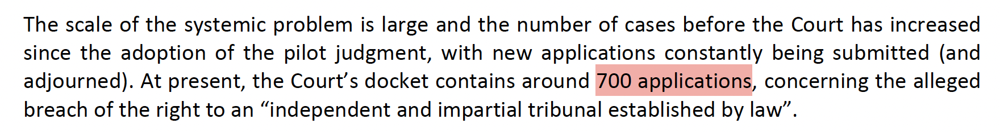 The scale of the systemic problem is large and the number of cases before the Court has increased
since the adoption of the pilot judgment, with new applications constantly being submitted (and
adjourned). At present, the Court’s docket contains around 700 applications, concerning the alleged
breach of the right to an “independent and impartial tribunal established by law”.